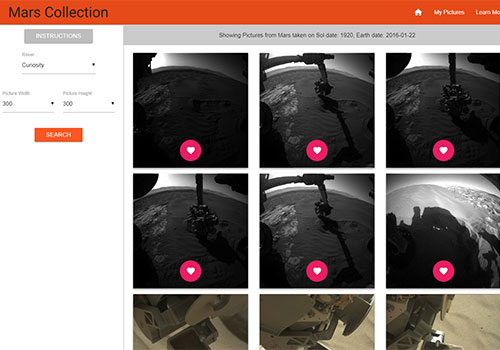 Mars Collection
My Pictures
Learn Mo
INSTRUCTIONS
Showing Pictures from Mars taken on Sol date: 1920, Earth date: 2016-01-22
Rover
Curiosity
Picture Width
Picture Height
300
300
SEARCH